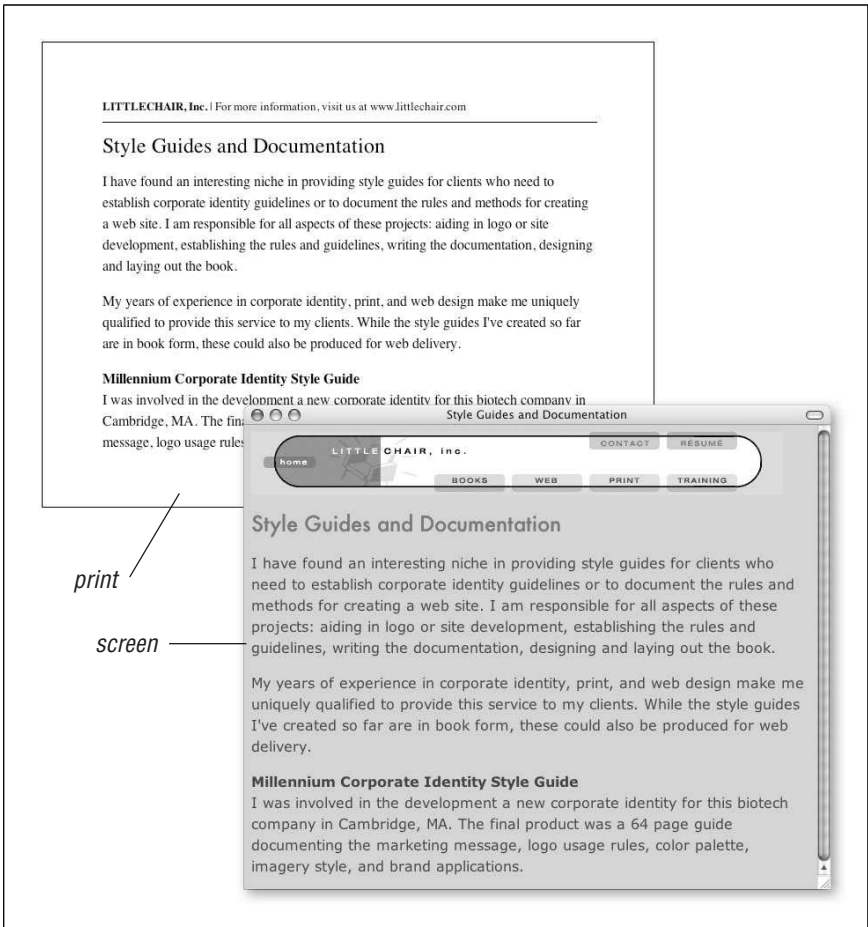 LITTLECHAIR, Inc. | For more information, visit us at www.littlechair.com
Style Guides and Documentation
I have found an interesting niche in providing style guides for clients who need to
establish corporate identity guidelines or to document the rules and methods for creating
a web site. I am responsible for all aspects of these projects: aiding in logo or site
development, establishing the rules and guidelines, writing the documentation, designing
and laying out the book.
My years of experience in corporate identity, print, and web design make me uniquely
qualified to provide this service to my clients. While the style guides I've created so far
are in book form, these could also be produced for web delivery.
Millennium Corporate Identity Style Guide
I was involved in the development a new corporate identity for this biotech company in
Cambridge, MA. The fina
message, logo usage rules
print
screen
Style Guides and Documentation
home
LITTLE CHAIR, inc.
CONTACT
RÉSUMÉ
BOOKS
WEB
PRINT
TRAINING
Style Guides and Documentation
I have found an interesting niche in providing style guides for clients who
need to establish corporate identity guidelines or to document the rules and
methods for creating a web site. I am responsible for all aspects of these
projects: aiding in logo or site development, establishing the rules and
guidelines, writing the documentation, designing and laying out the book.
My years of experience in corporate identity, print, and web design make me
uniquely qualified to provide this service to my clients. While the style guides
I've created so far are in book form, these could also be produced for web
delivery.
Millennium Corporate Identity Style Guide
I was involved in the development a new corporate identity for this biotech
company in Cambridge, MA. The final product was a 64 page guide
documenting the marketing message, logo usage rules, color palette,
imagery style, and brand applications.